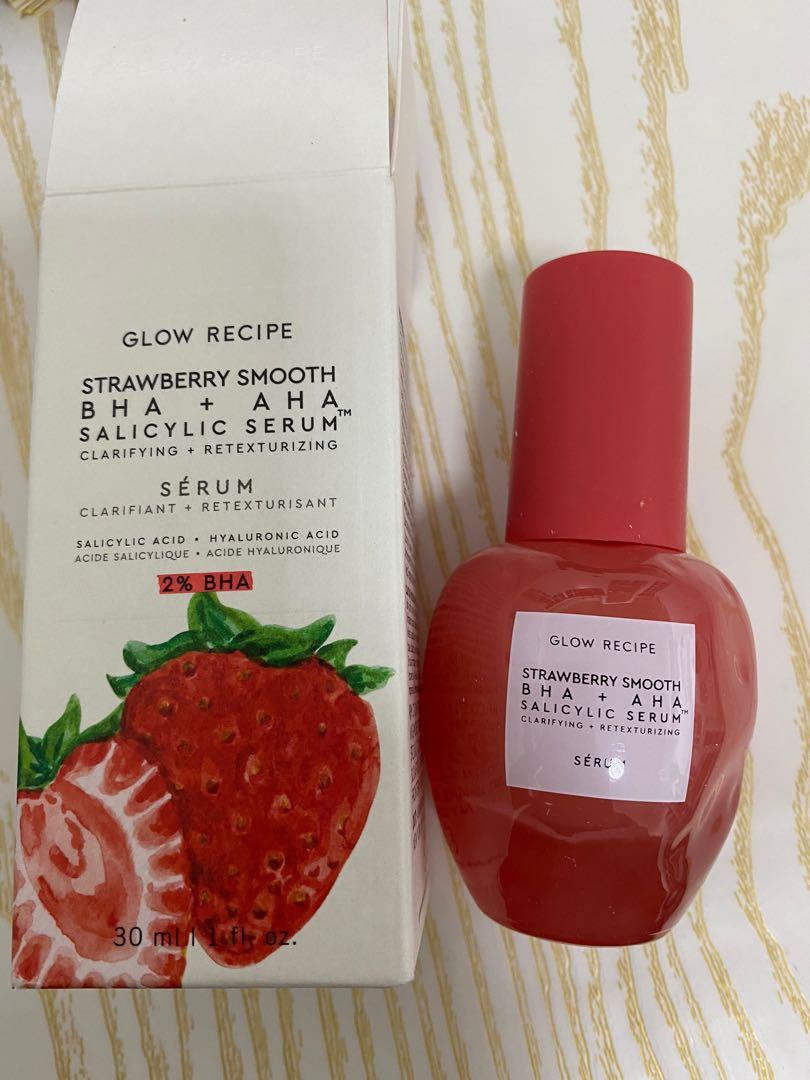 GLOW RECIPE
STRAWBERRY SMOOTH
BHA + AHA
SALICYLIC SERUM™
CLARIFYING + RETEXTURIZING
SÉRUM
CLARIFIANT + RETEXTURISANT
SALICYLIC ACID • HYALURONIC ACID
ACIDE SALICYLIQUE • ACIDE HYALURONIQUE
2% BHA
30 ml | 1 fl. oz.
GLOW RECIPE
STRAWBERRY SMOOTH
BHA + AHA
SALICYLIC SERUM™
CLARIFYING + RETEXTURIZING
SÉRUM